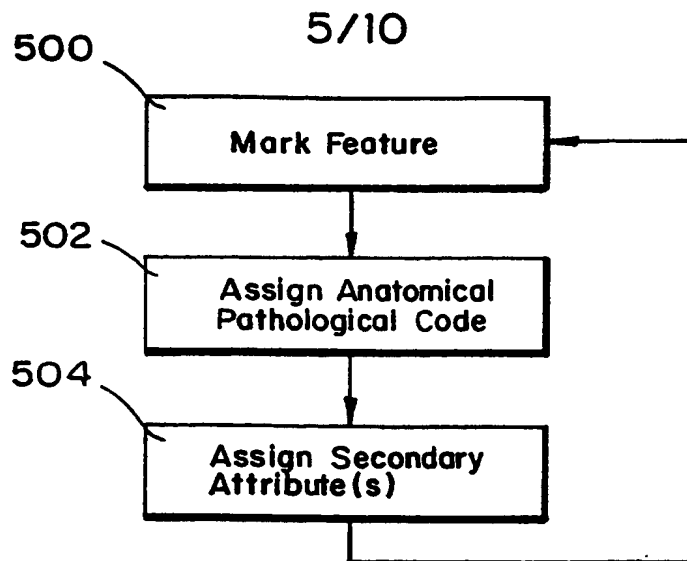 5/10
500
Mark Feature
502
Assign Anatomical
Pathological Code
504
Assign Secondary
Attribute(s)